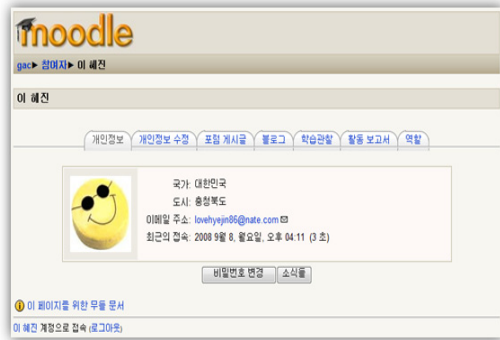 moodle
gac▶ 참여자▶ 이 혜진
이 혜진
개인정보 개인정보 수정 포럼 게시글 블로그 학습관찰 활동 보고서 역할
국가: 대한민국
도시: 충청북도
이메일 주소: lovehyejin86@nate.com
최근의 접속: 2008 9월 8, 월요일, 오후 04:11 (3 초)
비밀번호 변경 소식들
이 페이지를 위한 무들 문서
이 혜진 계정으로 접속 (로그아웃)